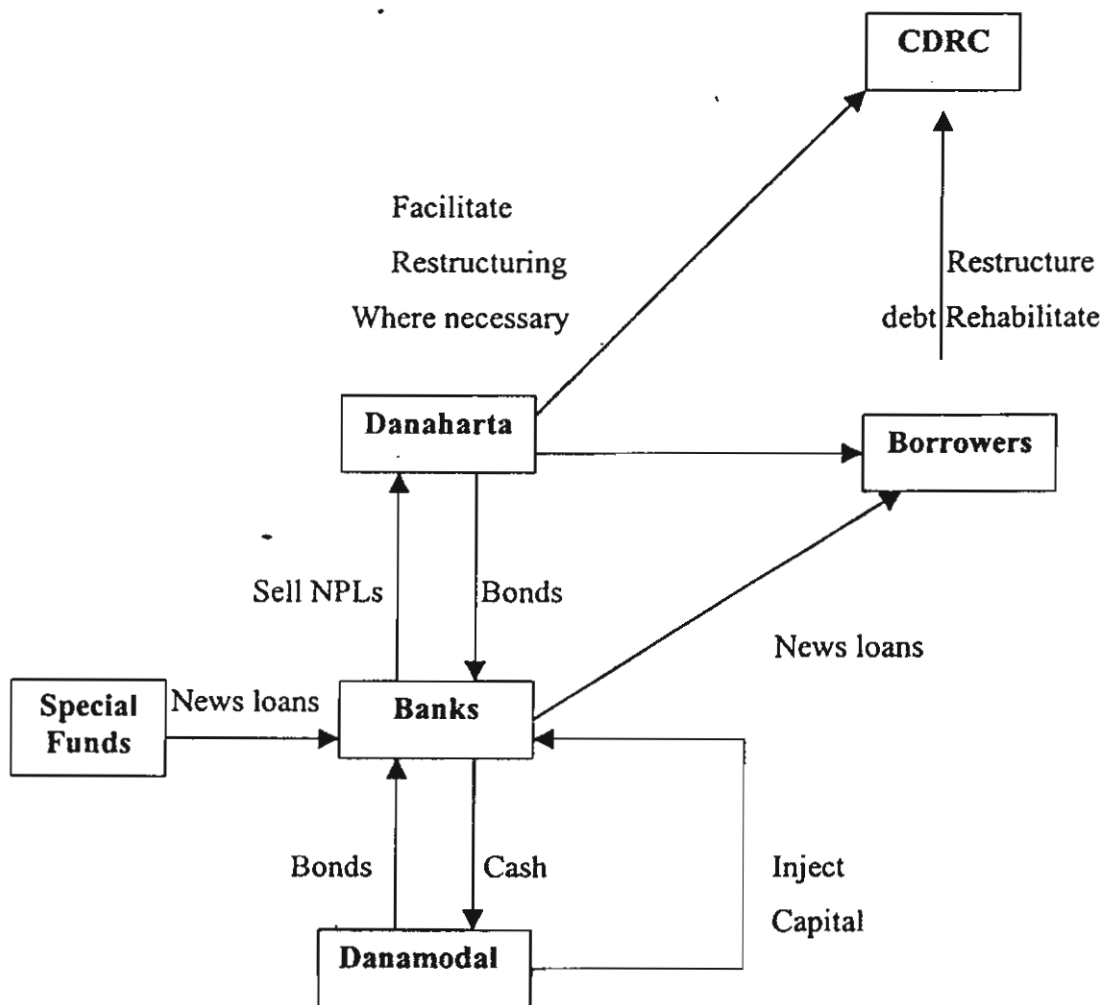 CDRC
Facilitate
Restructuring
Where necessary
Restructure
debt Rehabilitate
Danaharta
Borrowers
Sell NPLs
Bonds
News loans
Special
Funds
News loans
Banks
Bonds
Cash
Inject
Capital
Danamodal